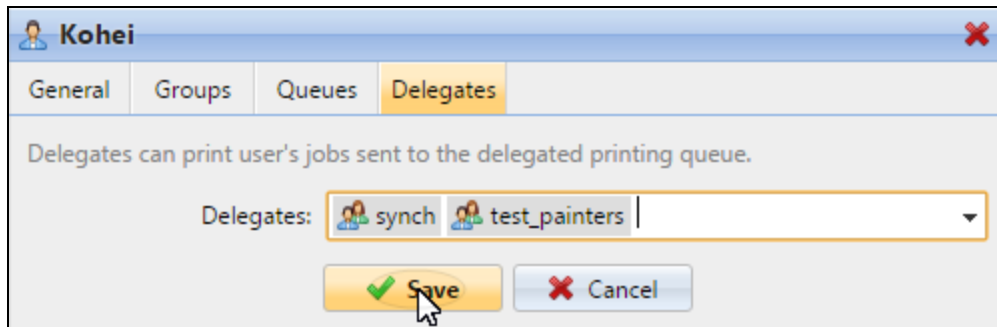 Kohei
General Groups Queues Delegates
Delegates can print user's jobs sent to the delegated printing queue.
Delegates: synch test_painters
Save Cancel